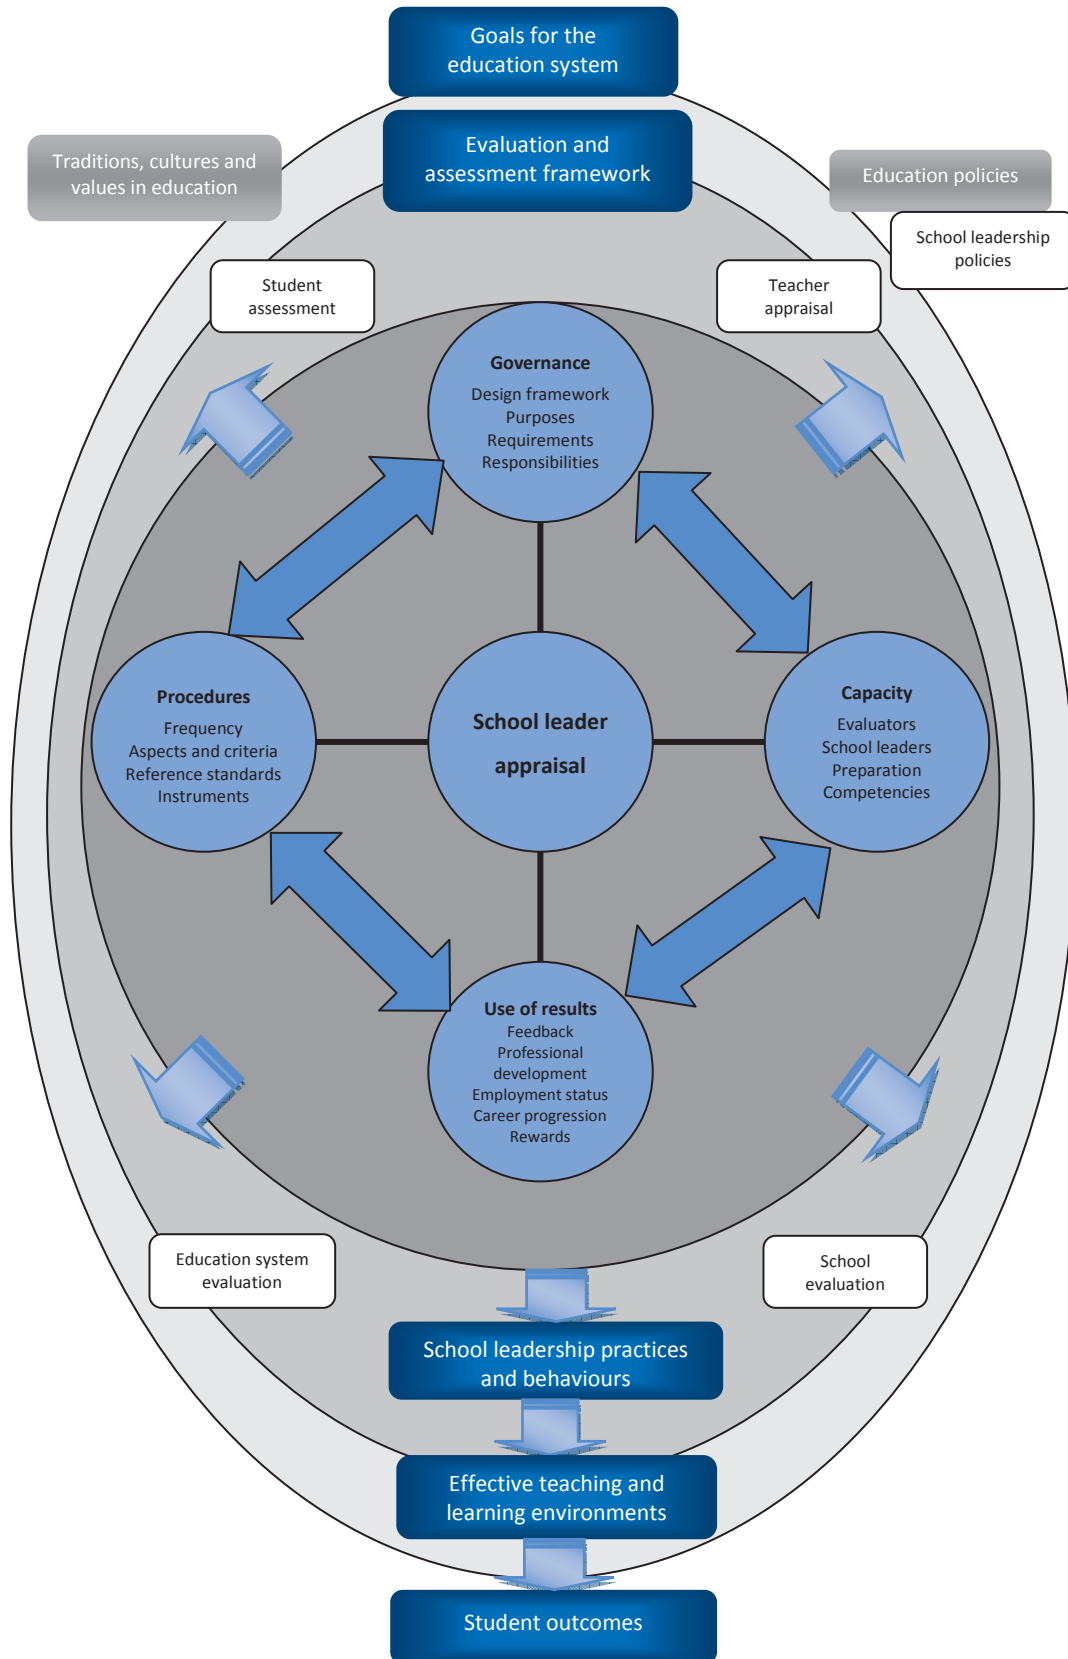 Goals for the
education system
Evaluation and
assessment framework
Traditions, cultures and
values in education
Education policies
School leadership
policies
Student
assessment
Teacher
appraisal
Governance
Design framework
Purposes
Requirements
Responsibilities
Procedures
Frequency
Aspects and criteria
Reference standards
Instruments
School leader
appraisal
Capacity
Evaluators
School leaders
Preparation
Competencies
Use of results
Feedback
Professional
development
Employment status
Career progression
Rewards
Education system
evaluation
School
evaluation
School leadership practices
and behaviours
Effective teaching and
learning environments
Student outcomes